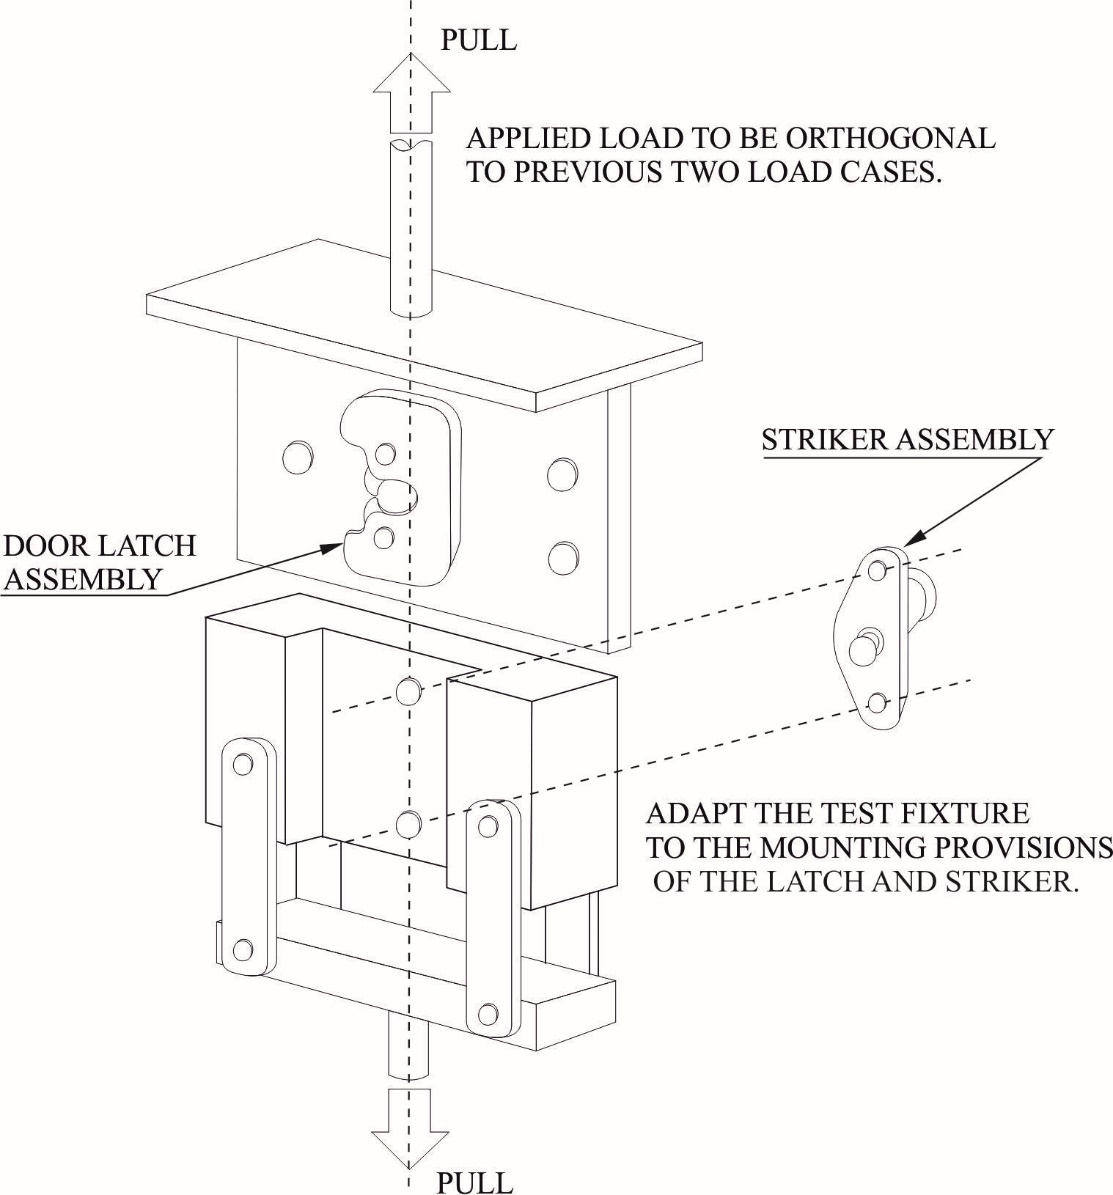 PULL
APPLIED LOAD TO BE ORTHOGONAL
TO PREVIOUS TWO LOAD CASES.
STRIKER ASSEMBLY
DOOR LATCH
ASSEMBLY
ADAPT THE TEST FIXTURE
TO THE MOUNTING PROVISIONS
OF THE LATCH AND STRIKER.
PULL